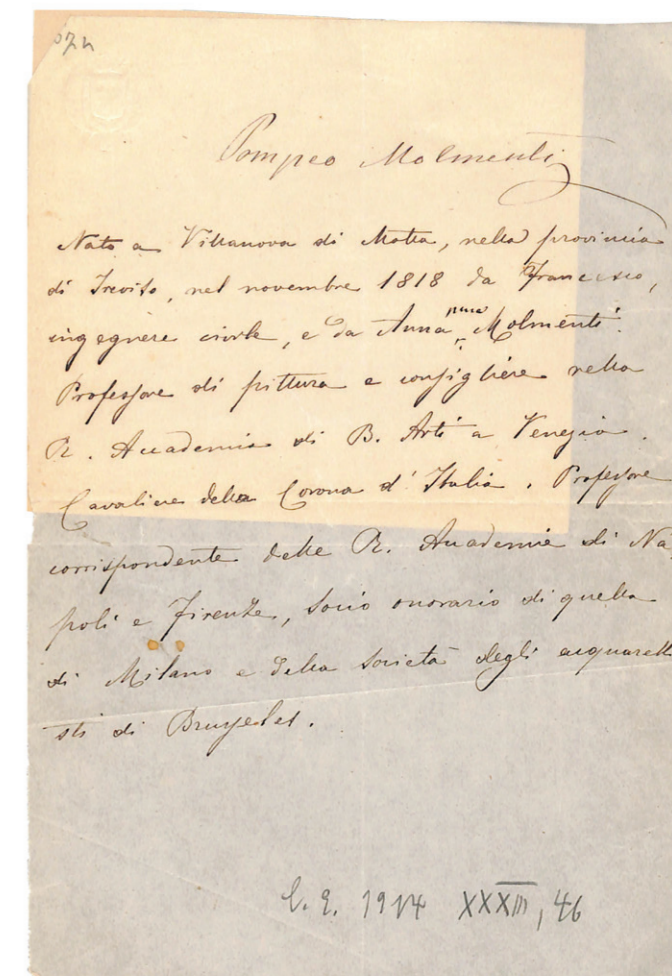 Pompeo Molmenti
Nato a Villanova di Motta, nella provincia
di Treviso, nel novembre 1818 da Francesco,
ingegnere civile, e da Anna pure Molmenti.
Professore di pittura e consigliere nella
R. Accademia di B. Arti a Venezia.
Cavaliere della Corona d'Italia. Professore
corrispondente delle R. Accademie di Na
poli e Firenze, socio onorario di quella
di Milano e della società degli acquarelli
sti di Bruxelles.
1914 XXXIII, 46